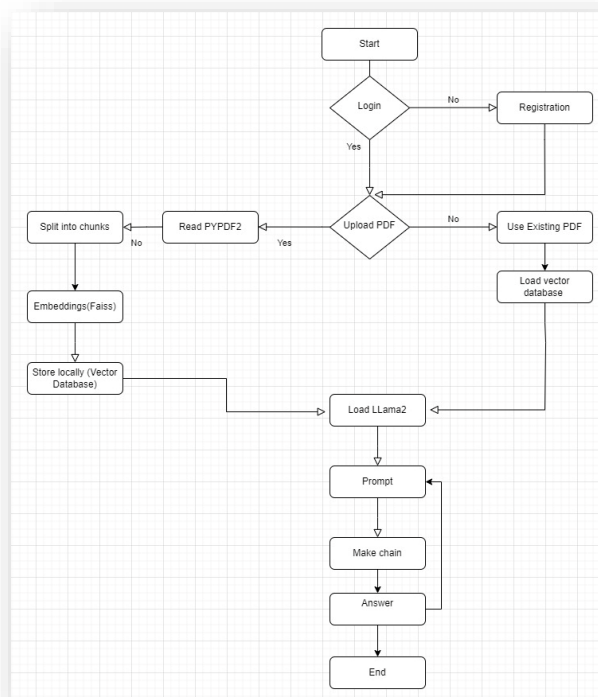 Start
Login
No
Registration
Yes
Split into chunks
No
Read PYPDF2
Yes
Upload PDF
No
Use Existing PDF
Load vector
database
Embeddings(Faiss)
Store locally (Vector
Database)
Load LLama2
Prompt
Make chain
Answer
End